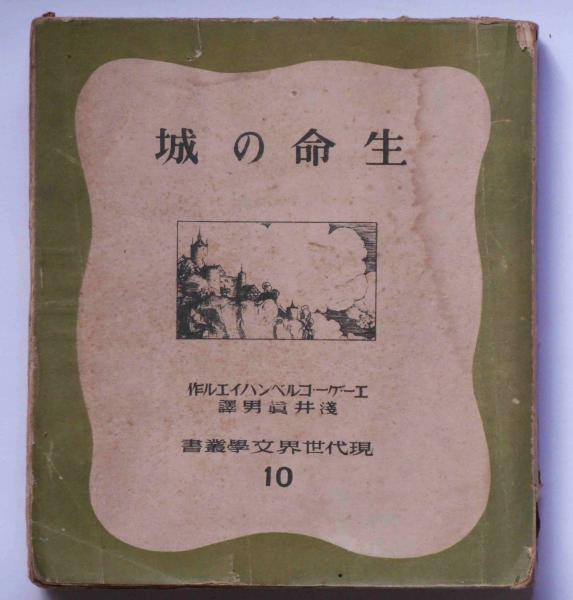 生命の城
エーゲー・コルベンハイエル作
淺井眞男譯
現代世界文學叢書
10